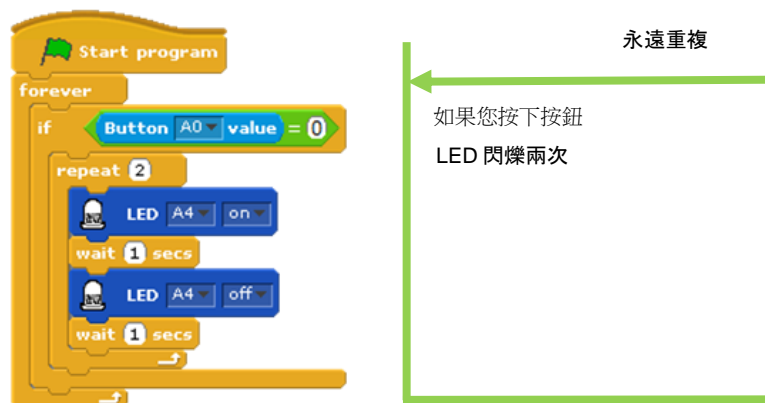 Start program
forever
if Button A0 value = 0
repeat 2
LED A4 on
wait 1 secs
LED A4 off
wait 1 secs
永遠重複
如果您按下按鈕
LED 閃爍兩次